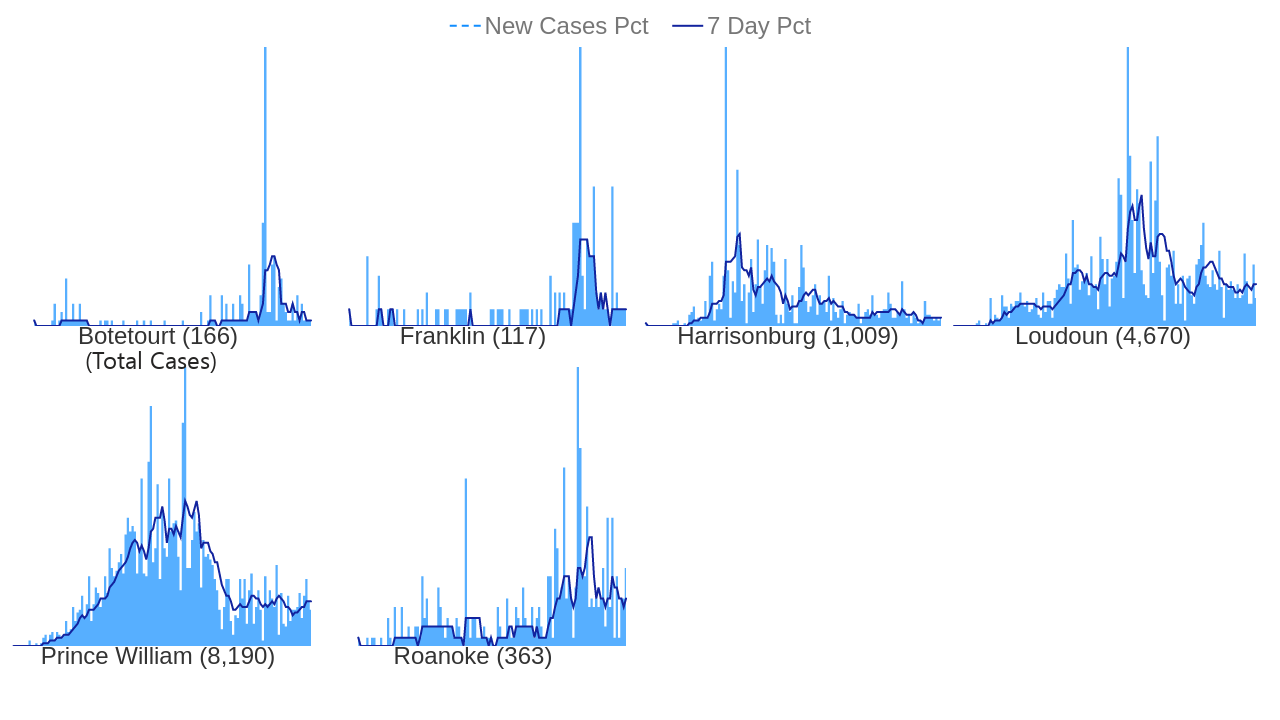 New Cases Pct 7 Day Pct
Botetourt (166) Franklin (117) Harrisonburg (1,009) Loudoun (4,670)
(Total Cases)
Prince William (8,190) Roanoke (363)